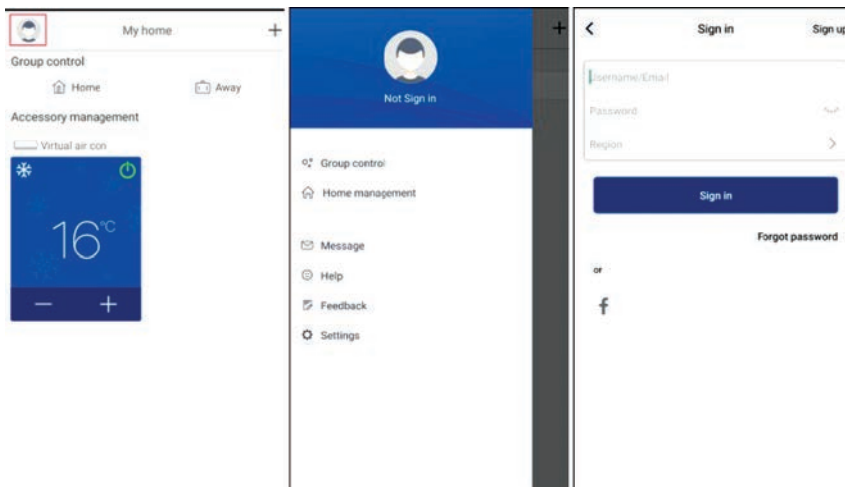 My home
+
Group control
Home
Away
Accessory management
Virtual air con
16°C
− +
+
Not Sign in
Group control
Home management
Message
Help
Feedback
Settings
Sign in
Sign up
Username/Email
Password
Region
Sign in
Forgot password
or
f